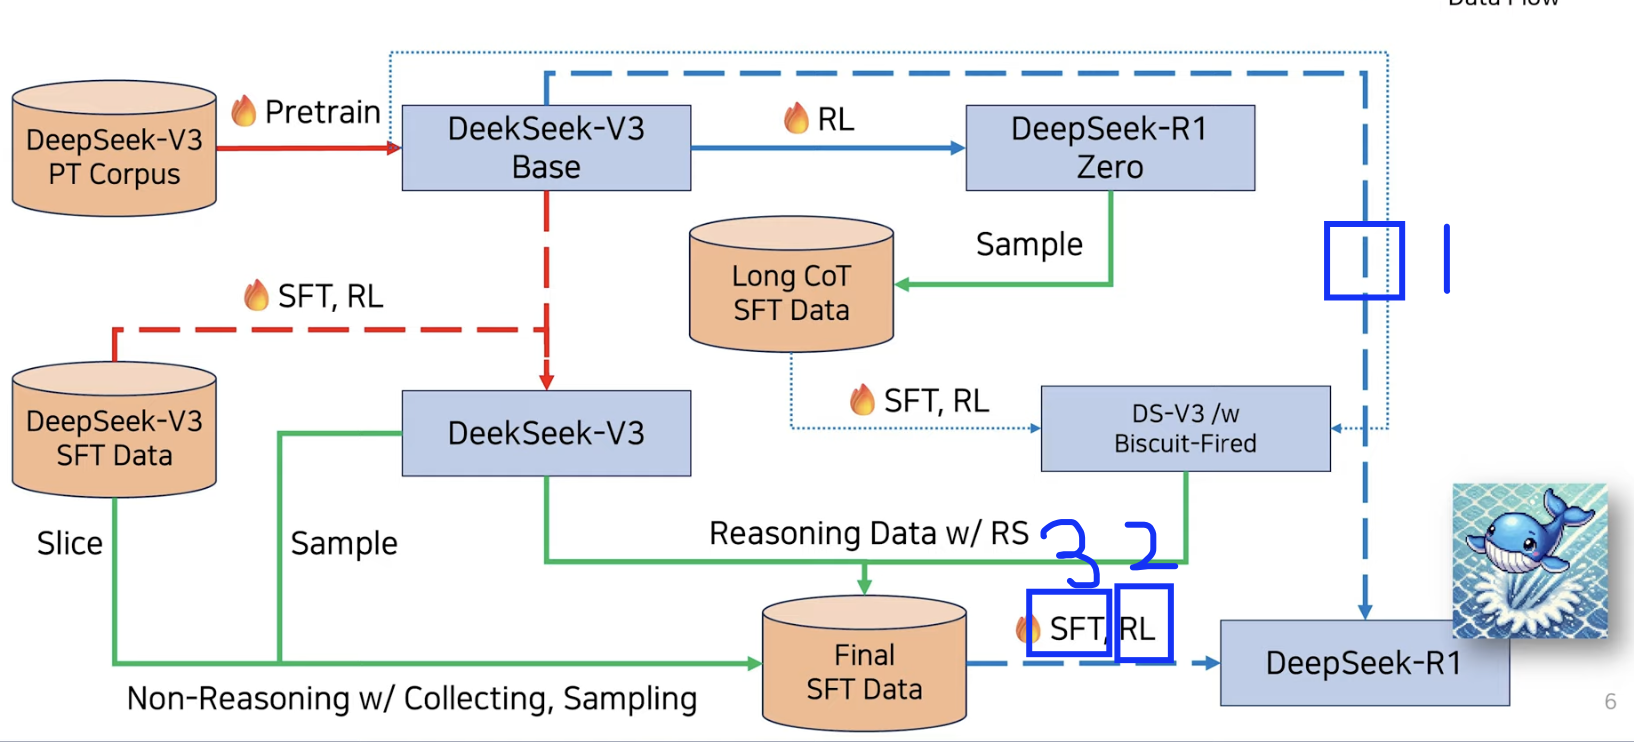 Data Flow
Pretrain
DeepSeek-V3
PT Corpus
DeekSeek-V3
Base
RL
DeepSeek-R1
Zero
Sample
Long CoT
SFT Data
1
SFT, RL
SFT, RL
DeepSeek-V3
SFT Data
DeekSeek-V3
DS-V3 /w
Biscuit-Fired
Slice
Sample
Reasoning Data w/ RS
3 2
SFT, RL
Final
SFT Data
DeepSeek-R1
Non-Reasoning w/ Collecting, Sampling
6